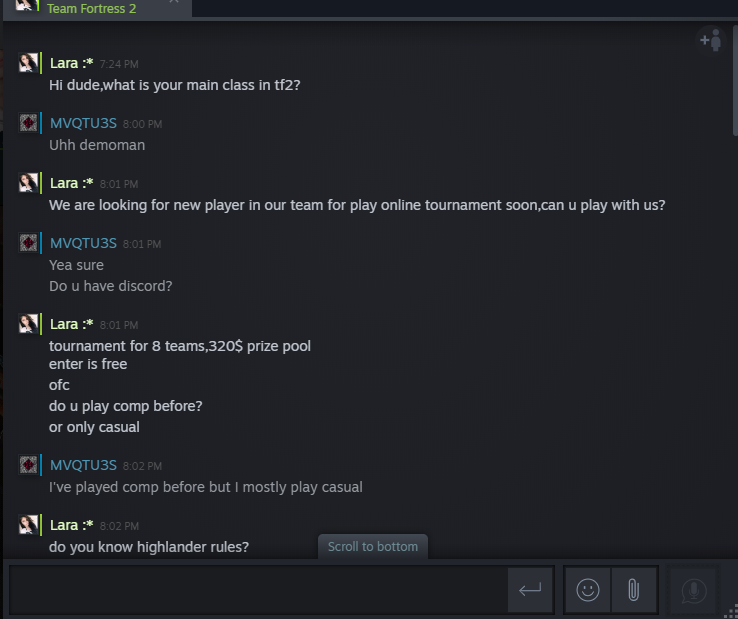 Team Fortress 2
Lara :* 7:24 PM
Hi dude,what is your main class in tf2?
MVQTU3S 8:00 PM
Uhh demoman
Lara :* 8:01 PM
We are looking for new player in our team for play online tournament soon,can u play with us?
MVQTU3S 8:01 PM
Yea sure
Do u have discord?
Lara :* 8:01 PM
tournament for 8 teams,320$ prize pool
enter is free
ofc
do u play comp before?
or only casual
MVQTU3S 8:02 PM
I've played comp before but I mostly play casual
Lara :* 8:02 PM
do you know highlander rules?
Scroll to bottom